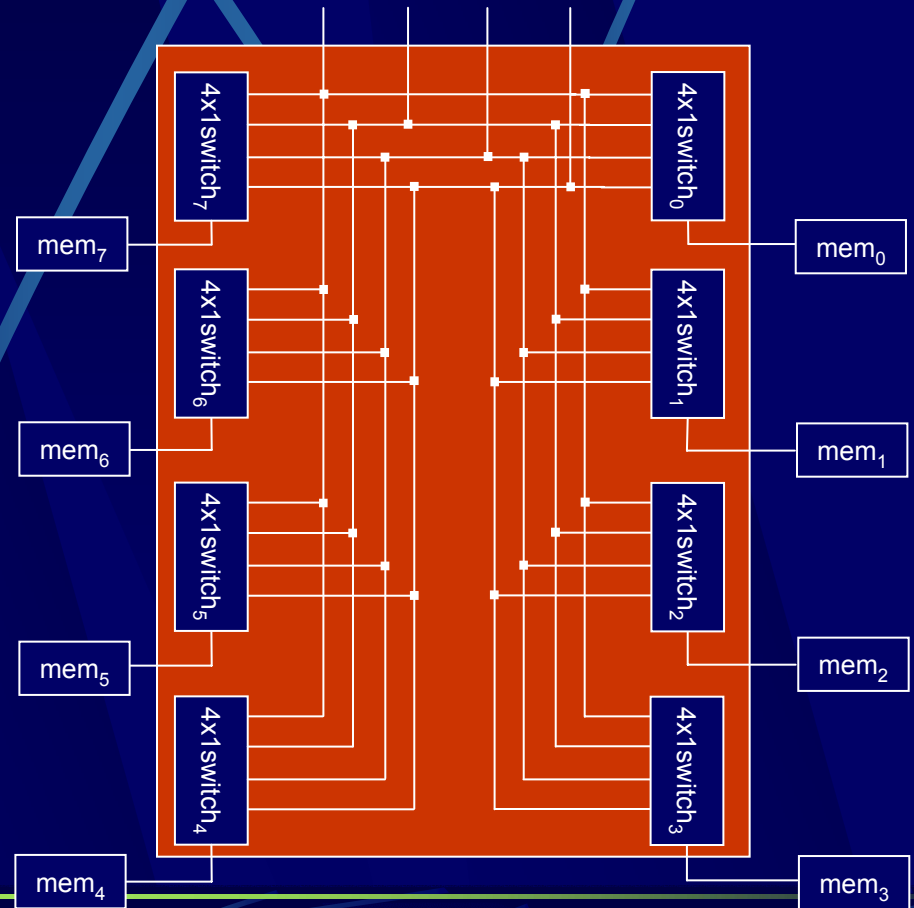 4x1switch₇
4x1switch₀
mem₇
mem₀
4x1switch₆
4x1switch₁
mem₆
mem₁
4x1switch₅
4x1switch₂
mem₅
mem₂
4x1switch₄
4x1switch₃
mem₄
mem₃